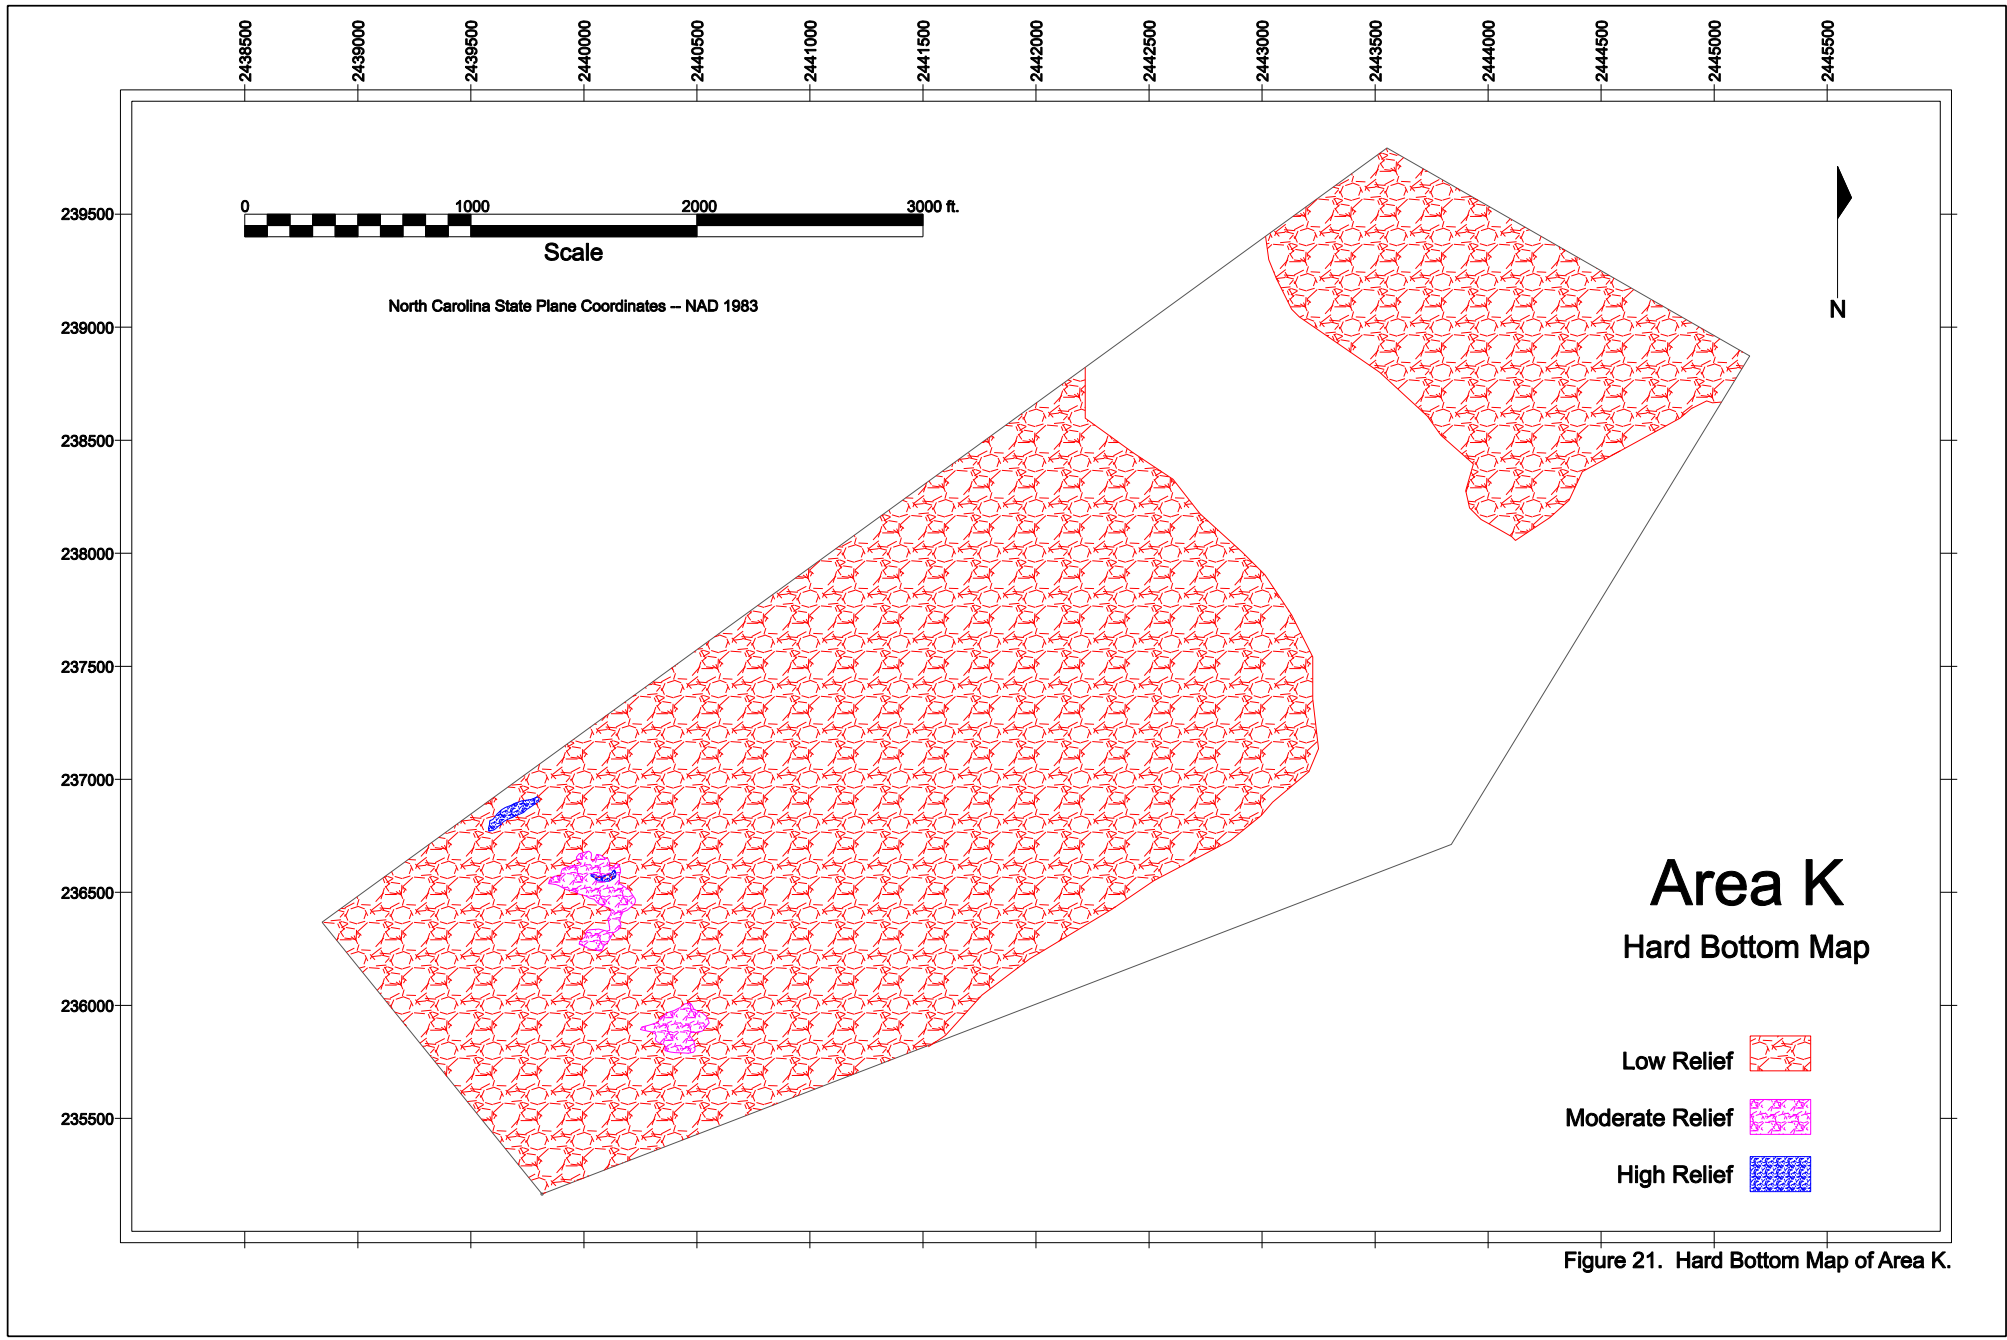 2438500
2439000
2439500
2440000
2440500
2441000
2441500
2442000
2442500
2443000
2443500
2444000
2444500
2445000
2445500
239500
239000
238500
238000
237500
237000
236500
236000
235500
0 1000 2000 3000 ft.
Scale
North Carolina State Plane Coordinates -- NAD 1983
N
Area K
Hard Bottom Map
Low Relief
Moderate Relief
High Relief
Figure 21. Hard Bottom Map of Area K.